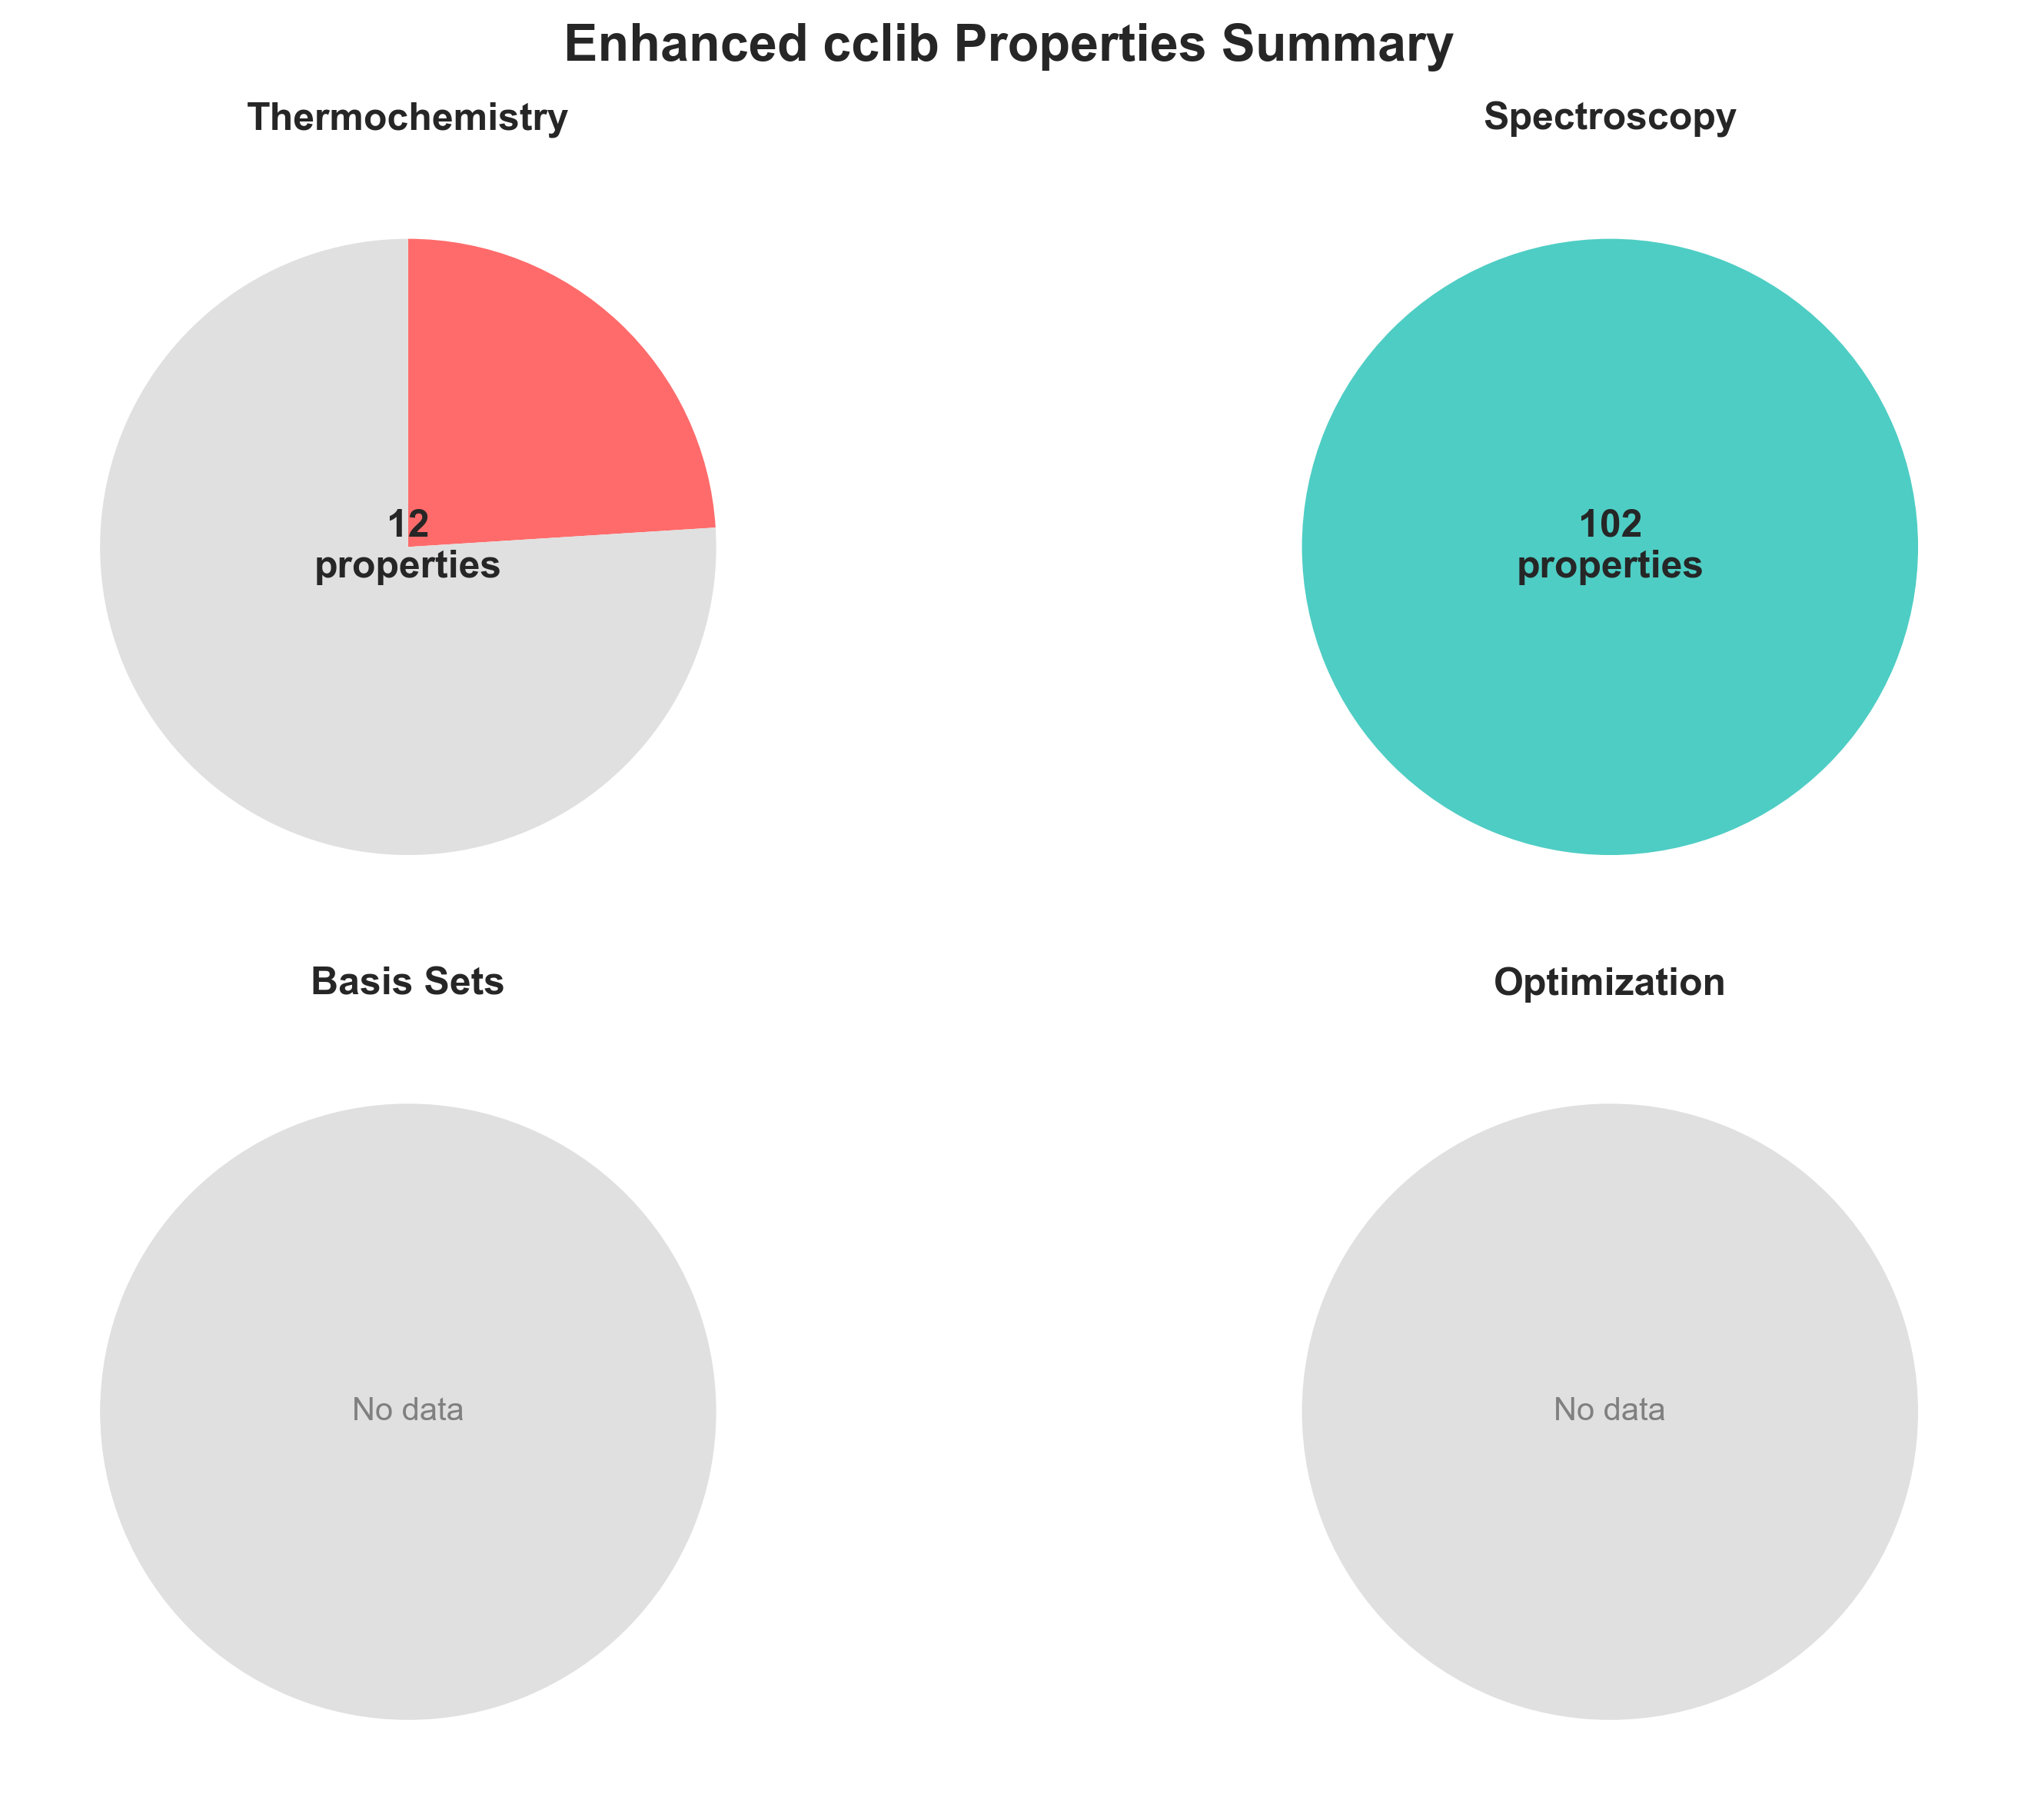 Enhanced cclib Properties Summary
Thermochemistry
Spectroscopy
12
properties
102
properties
Basis Sets
Optimization
No data
No data